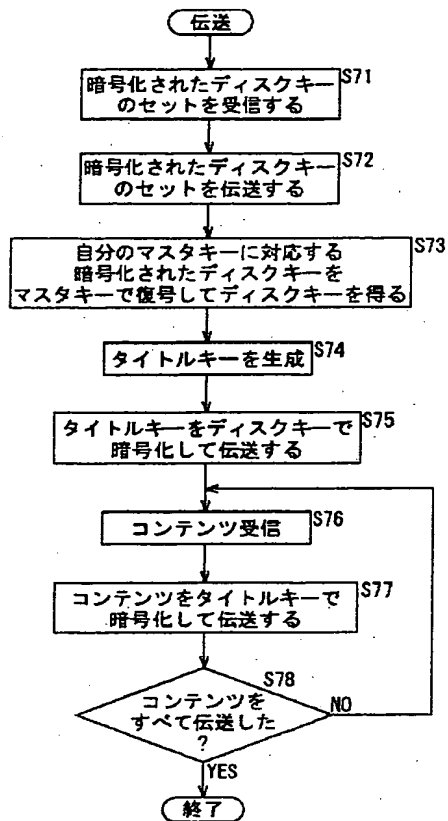 伝送
S71
暗号化されたディスクキー
のセットを受信する
S72
暗号化されたディスクキー
のセットを伝送する
S73
自分のマスタキーに対応する
暗号化されたディスクキーを
マスタキーで復号してディスクキーを得る
S74
タイトルキーを生成
S75
タイトルキーをディスクキーで
暗号化して伝送する
S76
コンテンツ受信
S77
コンテンツをタイトルキーで
暗号化して伝送する
S78
コンテンツを
すべて伝送した
?
NO
YES
終了